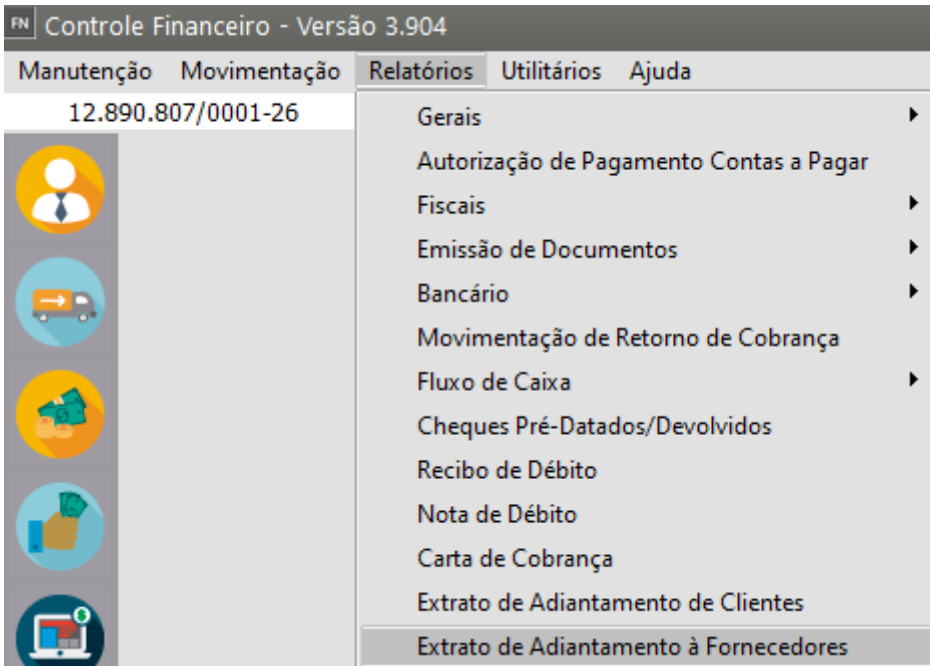 FN Controle Financeiro - Versão 3.904
Manutenção Movimentação Relatórios Utilitários Ajuda
12.890.807/0001-26
Gerais
Autorização de Pagamento Contas a Pagar
Fiscais
Emissão de Documentos
Bancário
Movimentação de Retorno de Cobrança
Fluxo de Caixa
Cheques Pré-Datados/Devolvidos
Recibo de Débito
Nota de Débito
Carta de Cobrança
Extrato de Adiantamento de Clientes
Extrato de Adiantamento à Fornecedores